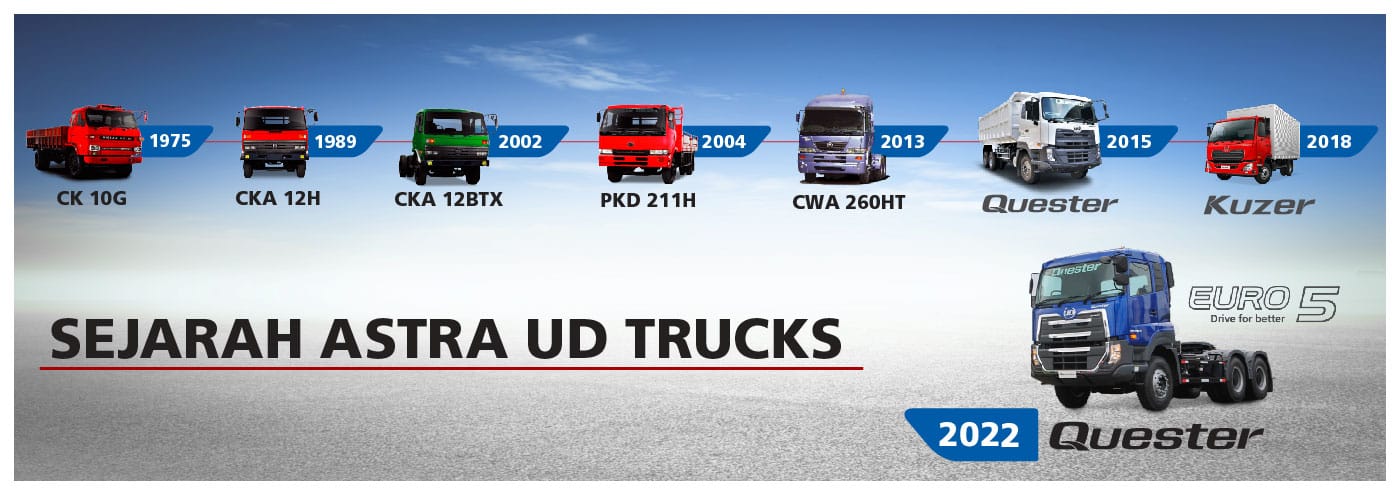 1975
1989
2002
2004
2013
2015
2018
CK 10G
CKA 12H
CKA 12BTX
PKD 211H
CWA 260HT
Quester
Kuzer
Quester
EURO 5
Drive for better
SEJARAH ASTRA UD TRUCKS
2022
Quester